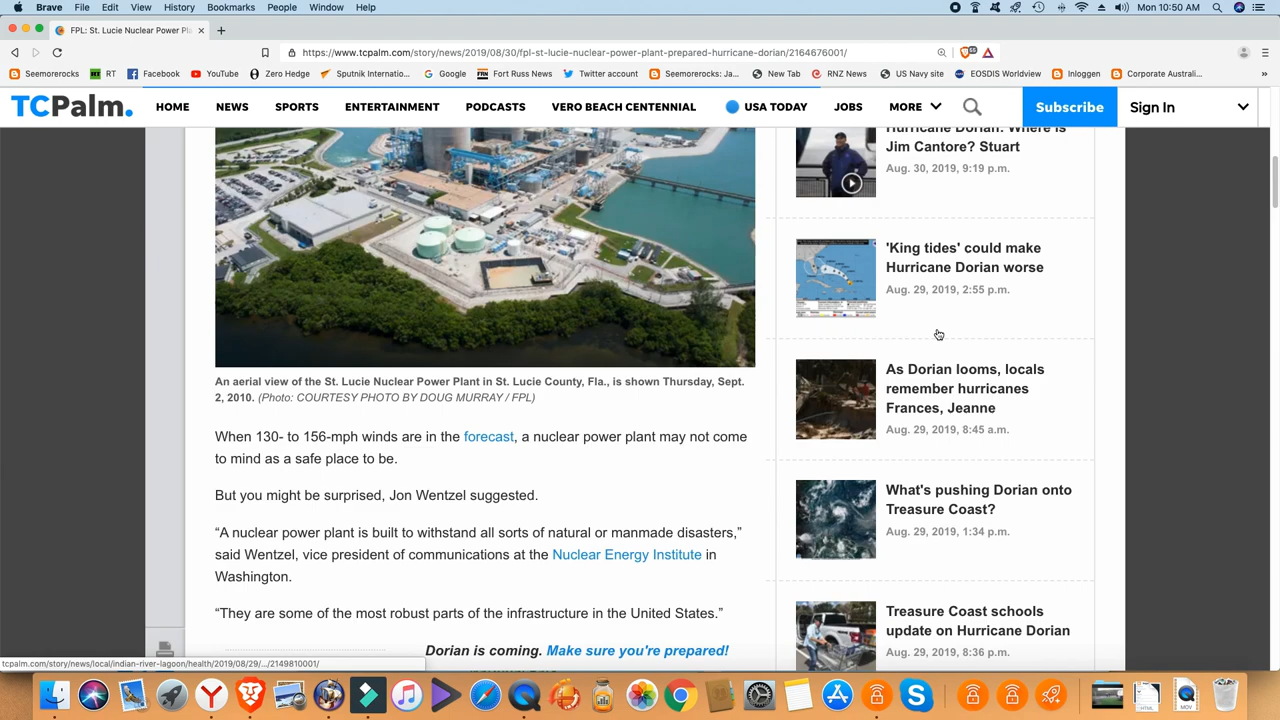 Brave File Edit View History Bookmarks People Window Help Mon 10:50 AM
FPL: St. Lucie Nuclear Power Pla
https://www.tcpalm.com/story/news/2019/08/30/fpl-st-lucie-nuclear-power-plant-prepared-hurricane-dorian/2164676001/
Seemorerocks RT Facebook YouTube Zero Hedge Sputnik Internatio... Google Fort Russ News Twitter account Seemorerocks: Ja... New Tab RNZ News US Navy site EOSDIS Worldview Inloggen Corporate Australi... »
TCPalm. HOME NEWS SPORTS ENTERTAINMENT PODCASTS VERO BEACH CENTENNIAL USA TODAY JOBS MORE Subscribe Sign In
Hurricane Dorian: Where is
Jim Cantore? Stuart
Aug. 30, 2019, 9:19 p.m.
'King tides' could make
Hurricane Dorian worse
Aug. 29, 2019, 2:55 p.m.
As Dorian looms, locals
remember hurricanes
Frances, Jeanne
Aug. 29, 2019, 8:45 a.m.
What's pushing Dorian onto
Treasure Coast?
Aug. 29, 2019, 1:34 p.m.
Treasure Coast schools
update on Hurricane Dorian
Aug. 29, 2019, 8:36 p.m.
An aerial view of the St. Lucie Nuclear Power Plant in St. Lucie County, Fla., is shown Thursday, Sept.
2, 2010. (Photo: COURTESY PHOTO BY DOUG MURRAY / FPL)
When 130- to 156-mph winds are in the forecast, a nuclear power plant may not come
to mind as a safe place to be.
But you might be surprised, Jon Wentzel suggested.
“A nuclear power plant is built to withstand all sorts of natural or manmade disasters,”
said Wentzel, vice president of communications at the Nuclear Energy Institute in
Washington.
“They are some of the most robust parts of the infrastructure in the United States.”
Dorian is coming. Make sure you're prepared!
tcpalm.com/story/news/local/indian-river-lagoon/health/2019/08/29/.../2149810001/